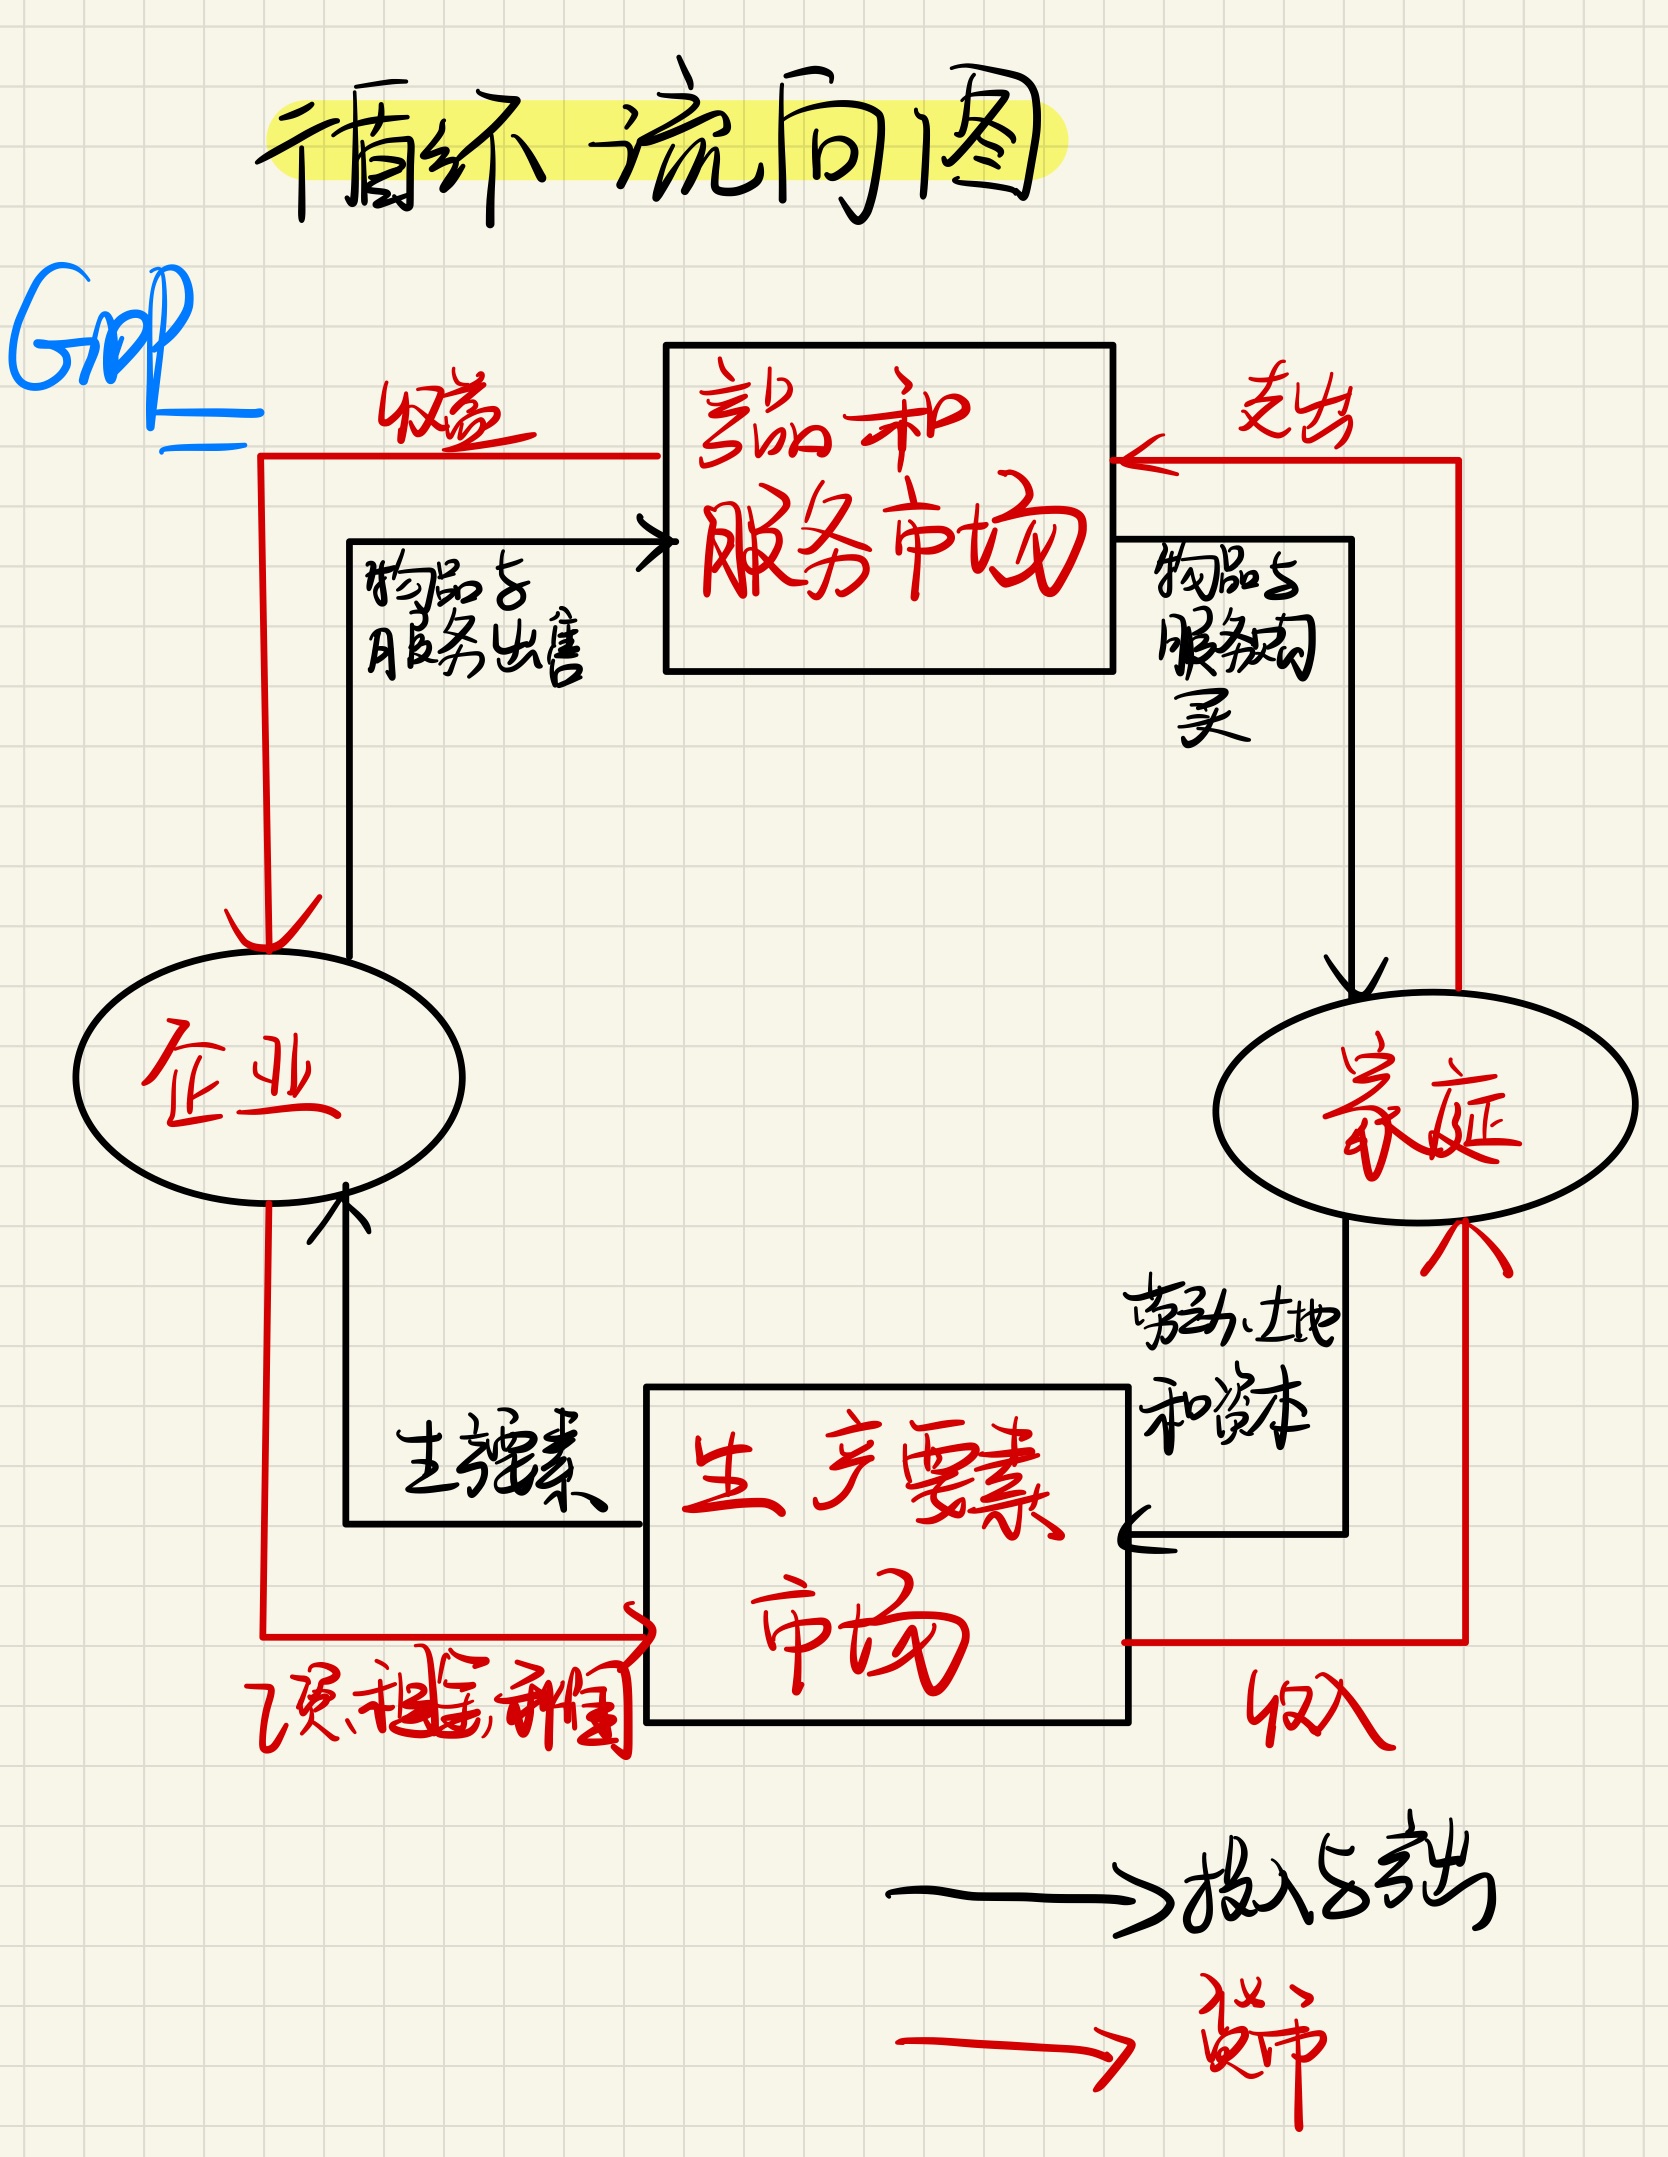 循环流向图
GDP
收益
产品和
服务市场
支出
物品与
服务出售
物品与
服务购
买
企业
家庭
劳动、土地
和资本
生产要素
生产要素
市场
工资、租金、利润
收入
投入与产出
货币